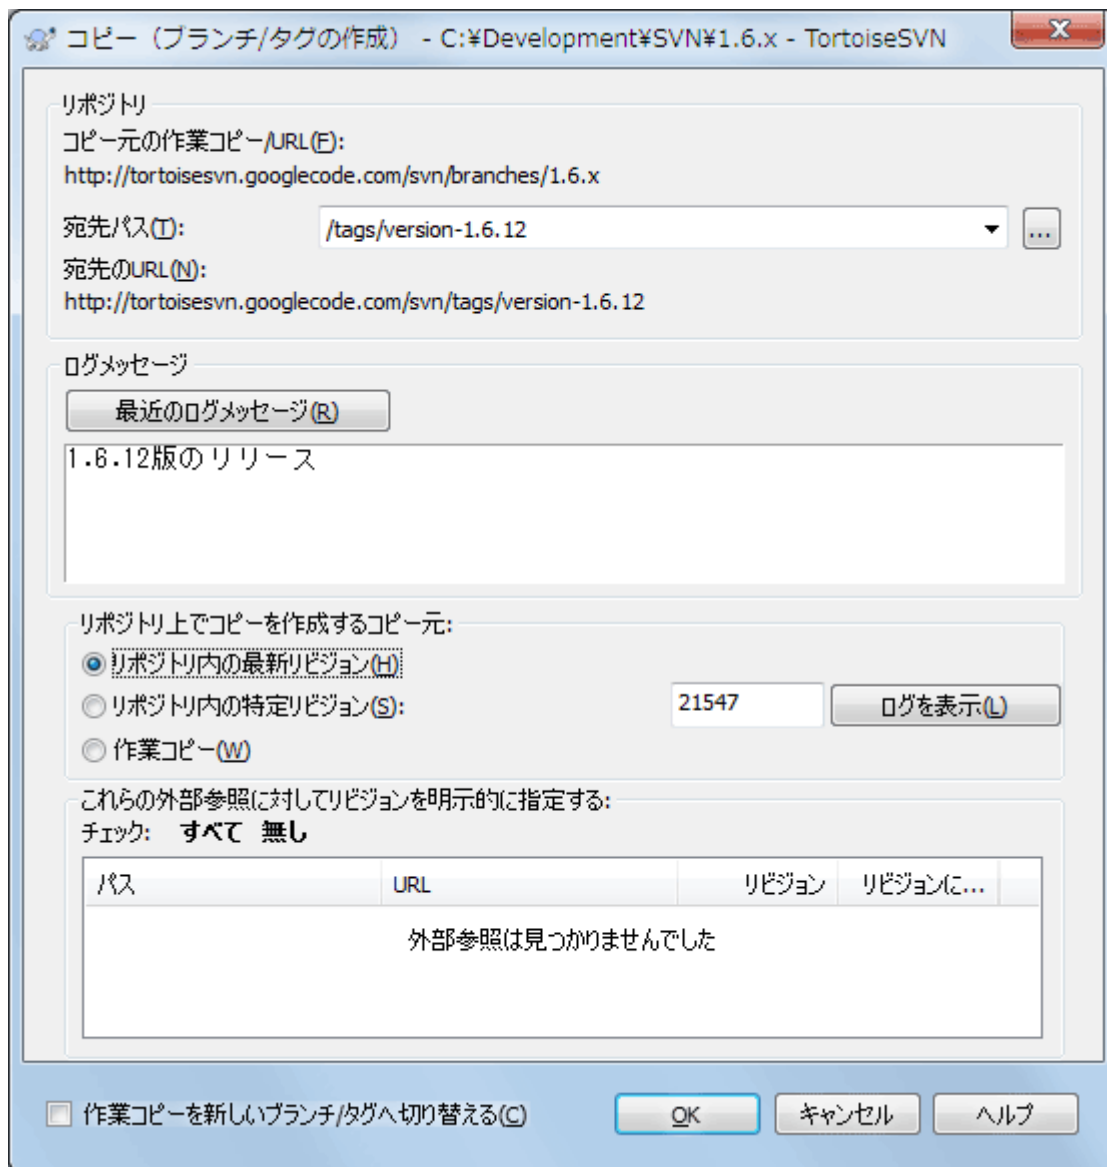 コピー（ブランチ/タグの作成） - C:¥Development¥SVN¥1.6.x - TortoiseSVN
リポジトリ
コピー元の作業コピー/URL(F):
http://tortoisesvn.googlecode.com/svn/branches/1.6.x
宛先パス(T): /tags/version-1.6.12 ...
宛先のURL(N):
http://tortoisesvn.googlecode.com/svn/tags/version-1.6.12
ログメッセージ
最近のログメッセージ(R)
1.6.12版のリリース
リポジトリ上でコピーを作成するコピー元:
リポジトリ内の最新リビジョン(H)
リポジトリ内の特定リビジョン(S): 21547 ログを表示(L)
作業コピー(W)
これらの外部参照に対してリビジョンを明示的に指定する:
チェック: すべて 無し
パス URL リビジョン リビジョンに...
外部参照は見つかりませんでした
作業コピーを新しいブランチ/タグへ切り替える(C) OK キャンセル ヘルプ